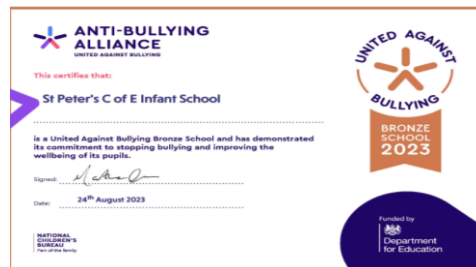 ANTI-BULLYING
ALLIANCE
UNITED AGAINST BULLYING
This certifies that:
St Peter's C of E Infant School
is a United Against Bullying Bronze School and has demonstrated
its commitment to stopping bullying and improving the
wellbeing of its pupils.
Signed:
Date:
24th August 2023
NATIONAL
CHILDREN'S
BUREAU
Part of the family
UNITED AGAINST
BULLYING
BRONZE
SCHOOL
2023
Funded by
Department
for Education